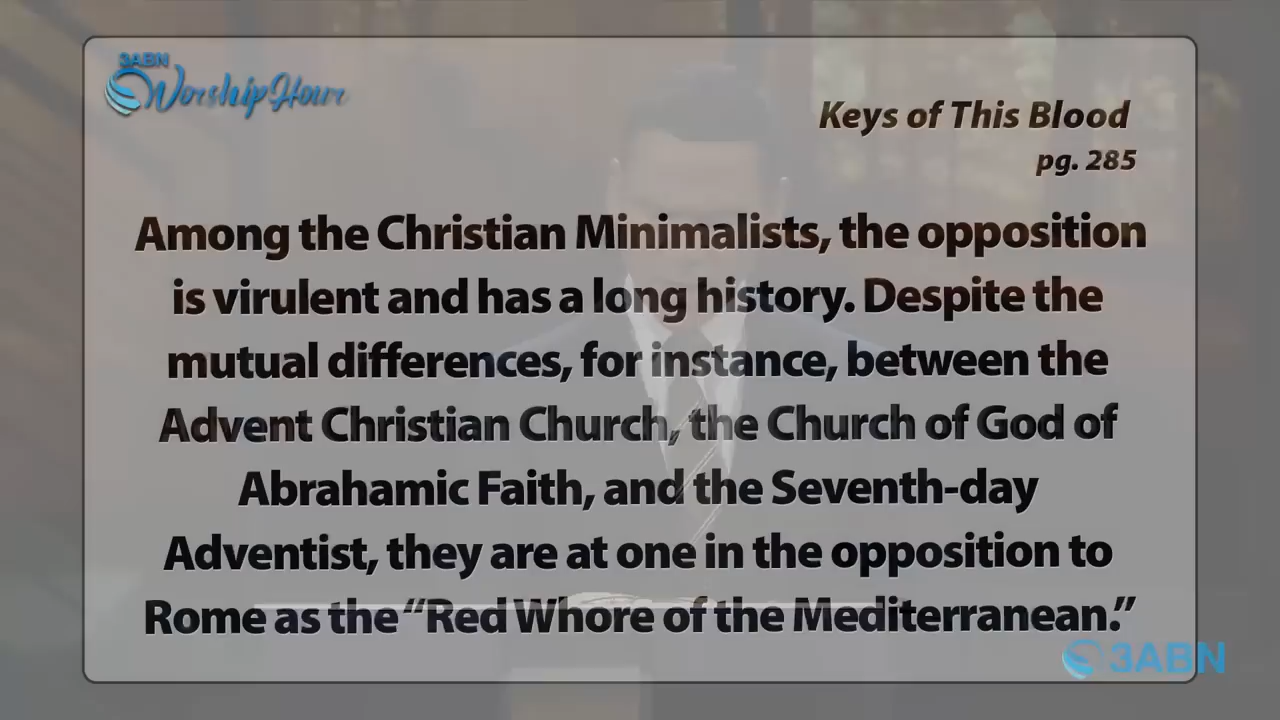 3ABN
Worship Hour
Keys of This Blood
pg. 285
Among the Christian Minimalists, the opposition
is virulent and has a long history. Despite the
mutual differences, for instance, between the
Advent Christian Church, the Church of God of
Abrahamic Faith, and the Seventh-day
Adventist, they are at one in the opposition to
Rome as the “Red Whore of the Mediterranean.”
3ABN